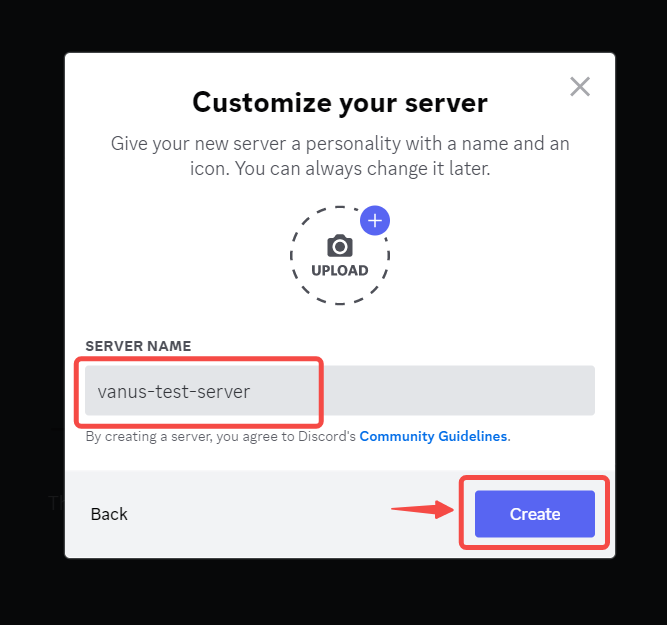 Customize your server
Give your new server a personality with a name and an
icon. You can always change it later.
UPLOAD
SERVER NAME
vanus-test-server
By creating a server, you agree to Discord's Community Guidelines.
Back
Create